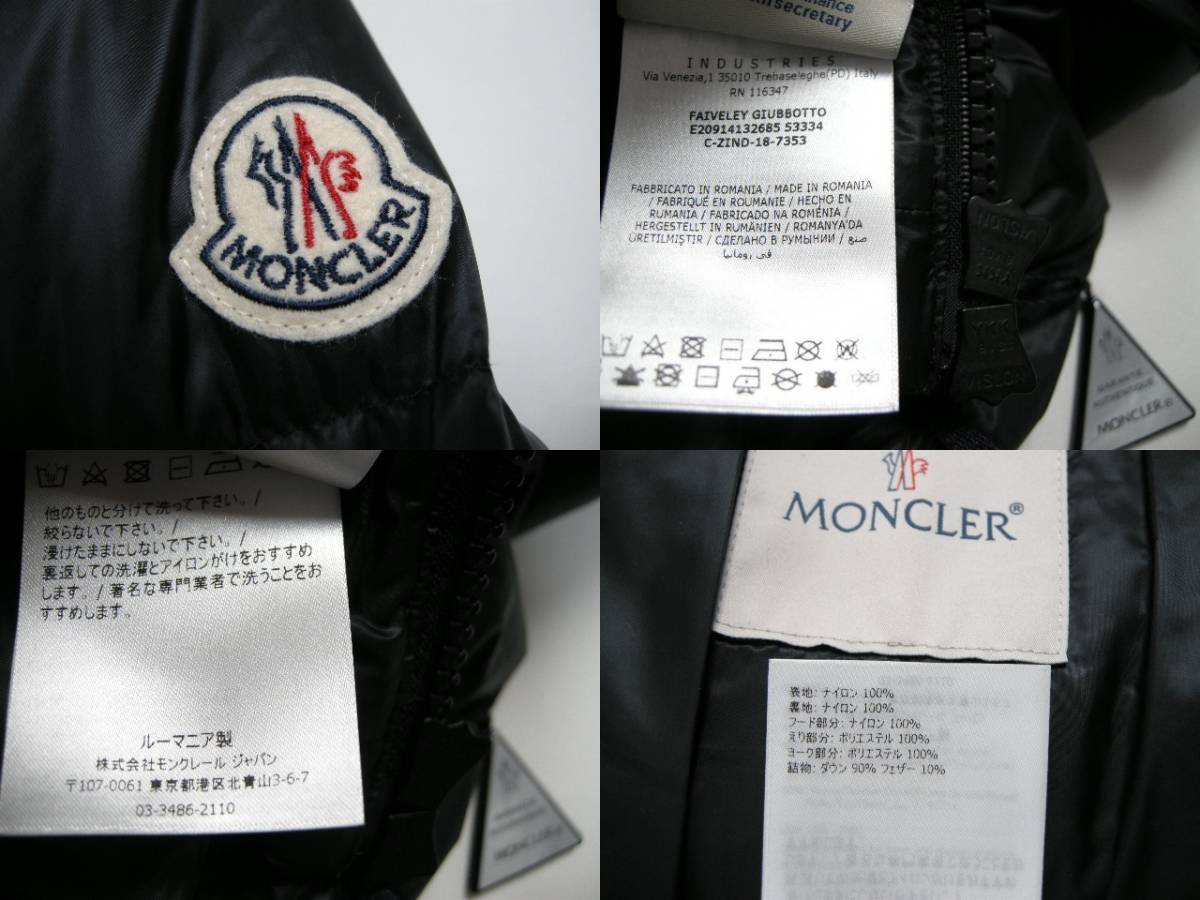 MONCLER
secretary
INDUSTRIES
Via Venezia,1 35010 Trebaseleghe(PD) Italy
RN 116347
FAIVELEY GIUBBOTTO
E20914132685 53334
C-ZIND-18-7353
FABBRICATO IN ROMANIA / MADE IN ROMANIA
/ FABRIQUÉ EN ROUMANIE / HECHO EN
RUMANIA / FABRICADO NA ROMÉNIA /
HERGESTELLT IN RUMÄNIEN / ROMANYA'DA
ÜRETILMIŞTIR / СДЕЛАНО В РУМЫНИИ / صنع
في رومانيا
VISLON
YKK
YKK
VISLON
GARANTIE
AUTHENTIQUE
MONCLER®
他のものと分けて洗って下さい。/
絞らないで下さい。/
浸けたままにしないで下さい。/
裏返しての洗濯とアイロンがけをおすすめ
します。/ 著名な専門業者で洗うことをお
すすめします。
ルーマニア製
株式会社モンクレール ジャパン
〒107-0061 東京都港区北青山3-6-7
03-3486-2110
MONCLER
MONCLER®
表地: ナイロン 100%
裏地: ナイロン 100%
フード部分: ナイロン 100%
えり部分: ポリエステル 100%
ヨーク部分: ポリエステル 100%
詰物: ダウン 90% フェザー 10%